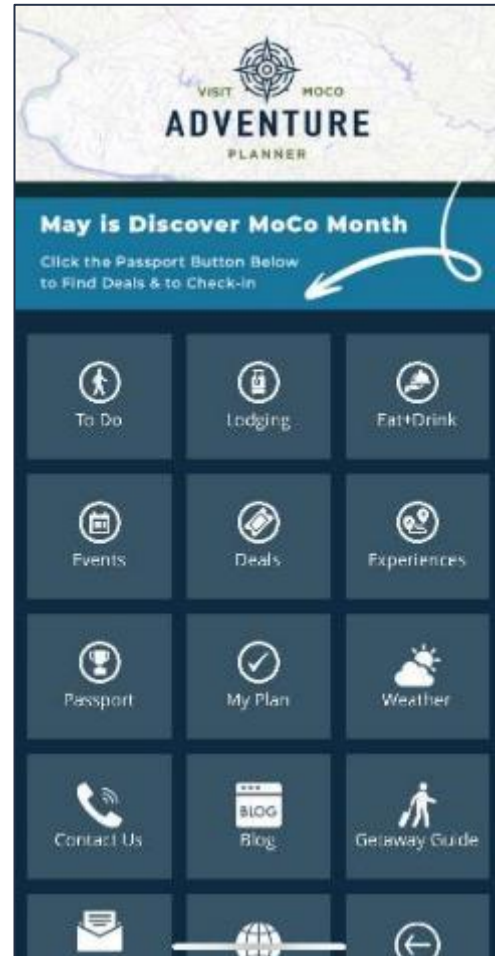 VISIT MOCO
ADVENTURE
PLANNER
May is Discover MoCo Month
Click the Passport Button Below
to Find Deals & to Check-in
To Do
Lodging
Eat+Drink
Events
Deals
Experiences
Passport
My Plan
Weather
Contact Us
BLOG
Blog
Getaway Guide